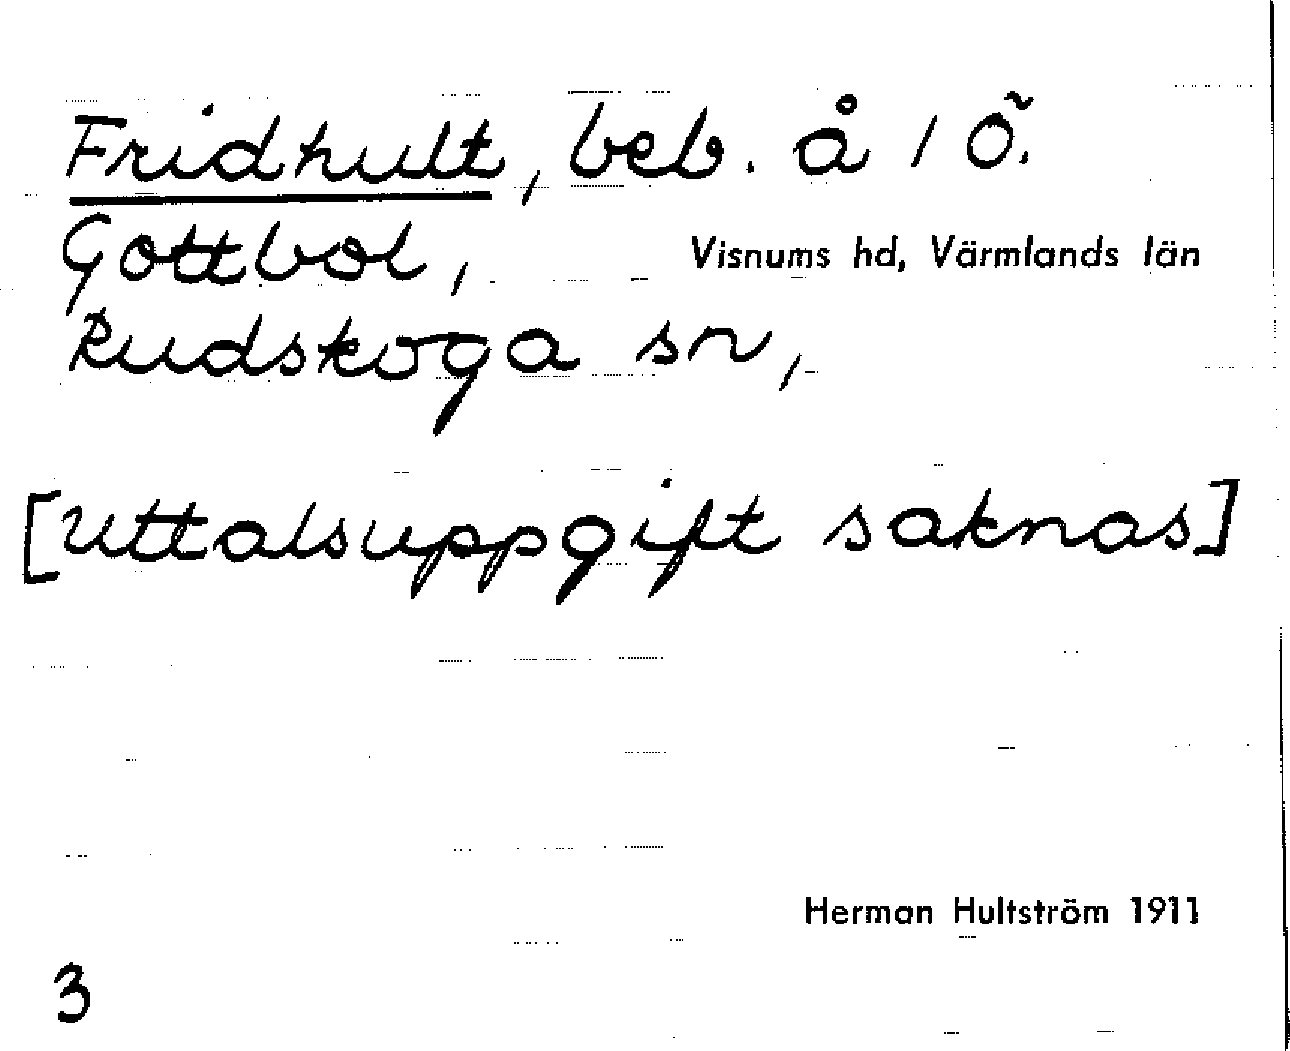 Fridhult, beb. å 1 Ö.
Gottbol, Visnums hd, Värmlands län
Rudskoga sn,
[Uttalsuppgift saknas]
Herman Hultström 1911
3